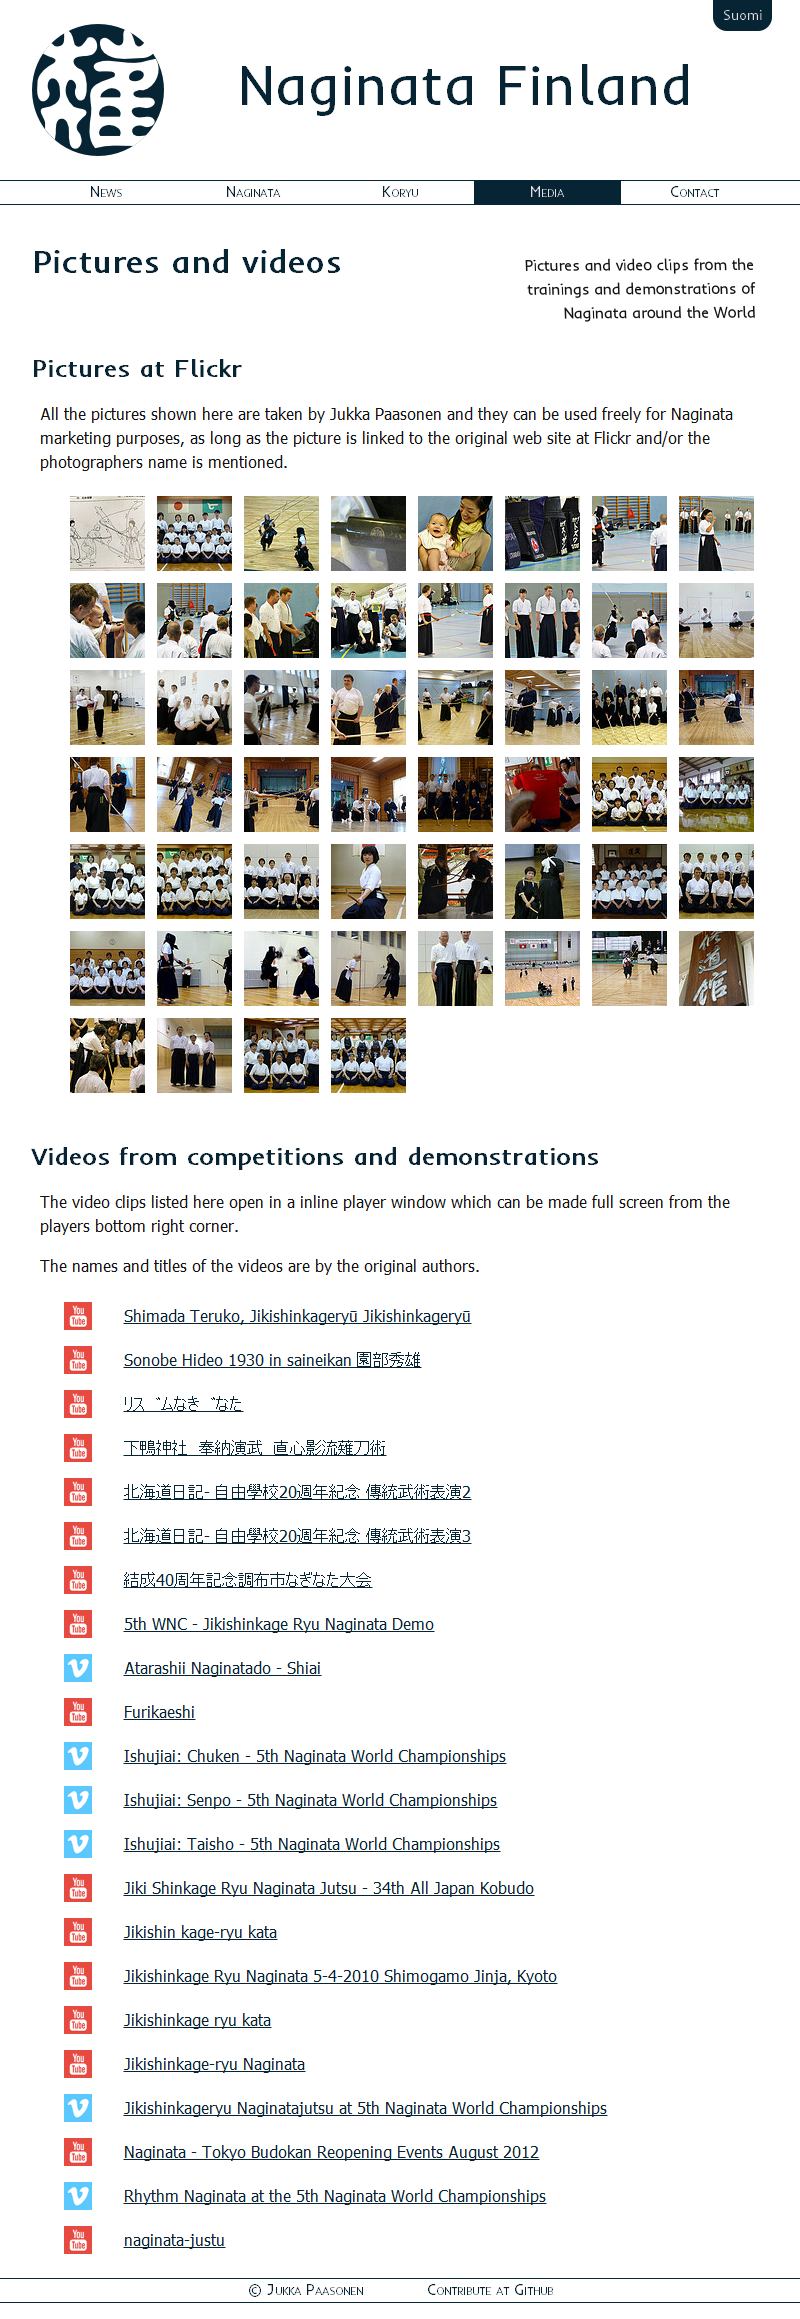 Suomi
Naginata Finland
News
Naginata
Koryu
Media
Contact
Pictures and videos
Pictures and video clips from the
trainings and demonstrations of
Naginata around the World
Pictures at Flickr
All the pictures shown here are taken by Jukka Paasonen and they can be used freely for Naginata
marketing purposes, as long as the picture is linked to the original web site at Flickr and/or the
photographers name is mentioned.
修道館
Videos from competitions and demonstrations
The video clips listed here open in a inline player window which can be made full screen from the
players bottom right corner.
The names and titles of the videos are by the original authors.
You Tube Shimada Teruko, Jikishinkageryū Jikishinkageryū
You Tube Sonobe Hideo 1930 in saineikan 園部秀雄
You Tube リズムなぎなた
You Tube 下鴨神社 奉納演武 直心影流薙刀術
You Tube 北海道日記- 自由學校20週年紀念 傳統武術表演2
You Tube 北海道日記- 自由學校20週年紀念 傳統武術表演3
You Tube 結成40周年記念調布市なぎなた大会
You Tube 5th WNC - Jikishinkage Ryu Naginata Demo
Atarashii Naginatado - Shiai
You Tube Furikaeshi
Ishujiai: Chuken - 5th Naginata World Championships
Ishujiai: Senpo - 5th Naginata World Championships
Ishujiai: Taisho - 5th Naginata World Championships
You Tube Jiki Shinkage Ryu Naginata Jutsu - 34th All Japan Kobudo
You Tube Jikishin kage-ryu kata
You Tube Jikishinkage Ryu Naginata 5-4-2010 Shimogamo Jinja, Kyoto
You Tube Jikishinkage ryu kata
You Tube Jikishinkage-ryu Naginata
Jikishinkageryu Naginatajutsu at 5th Naginata World Championships
You Tube Naginata - Tokyo Budokan Reopening Events August 2012
Rhythm Naginata at the 5th Naginata World Championships
You Tube naginata-justu
© Jukka Paasonen
Contribute at Github